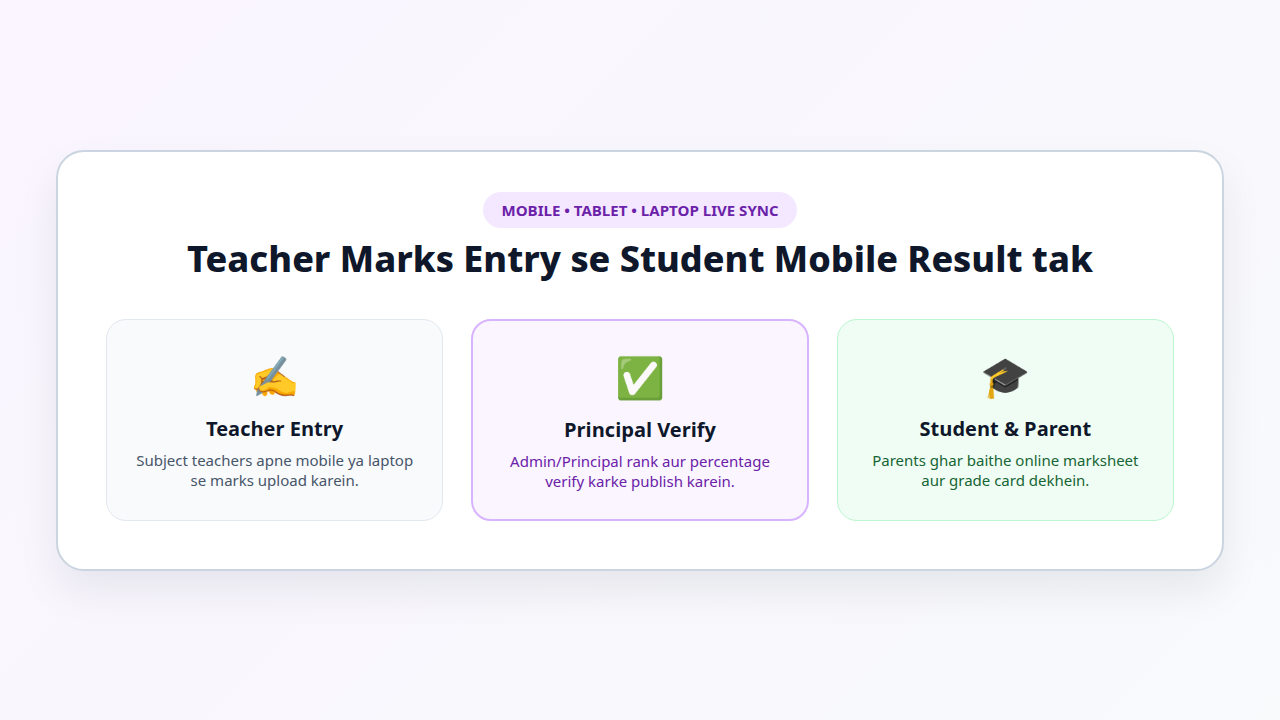 MOBILE • TABLET • LAPTOP LIVE SYNC
Teacher Marks Entry se Student Mobile Result tak
Teacher Entry
Subject teachers apne mobile ya laptop
se marks upload karein.
Principal Verify
Admin/Principal rank aur percentage
verify karke publish karein.
Student & Parent
Parents ghar baithe online marksheet
aur grade card dekhein.